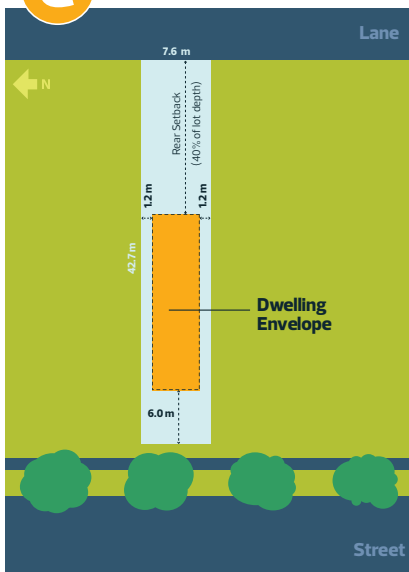 Lane
7.6 m
N
Rear Setback
(40% of lot depth)
1.2 m
1.2 m
42.7 m
Dwelling
Envelope
6.0 m
Street